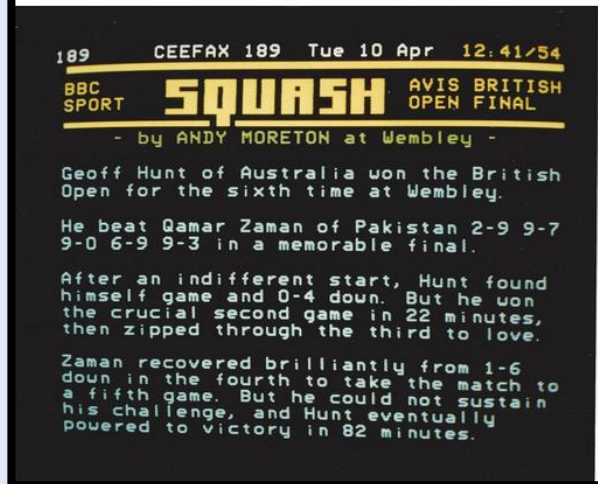 189 CEEFAX 189 Tue 10 Apr 12:41/54
BBC SPORT SQUASH AVIS BRITISH OPEN FINAL
- by ANDY MORETON at Wembley -
Geoff Hunt of Australia won the British
Open for the sixth time at Wembley.
He beat Qamar Zaman of Pakistan 2-9 9-7
9-0 6-9 9-3 in a memorable final.
After an indifferent start, Hunt found
himself game and 0-4 down. But he won
the crucial second game in 22 minutes,
then zipped through the third to love.
Zaman recovered brilliantly from 1-6
down in the fourth to take the match to
a fifth game. But he could not sustain
his challenge, and Hunt eventually
powered to victory in 82 minutes.